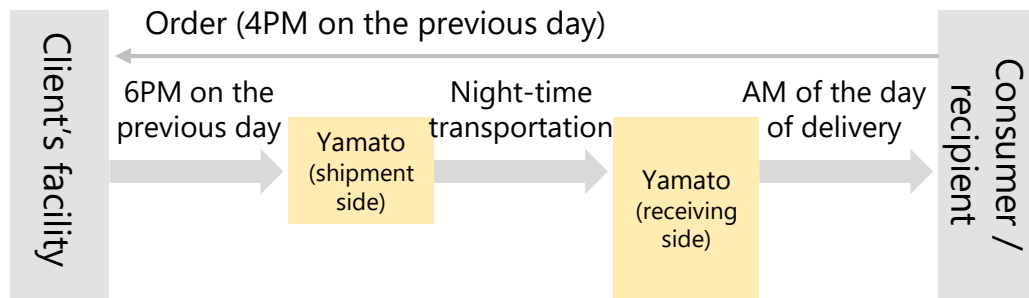 Order (4PM on the previous day)
Client's facility
6PM on the
previous day
Yamato
(shipment
side)
Night-time
transportation
Yamato
(receiving
side)
AM of the day
of delivery
Consumer /
recipient